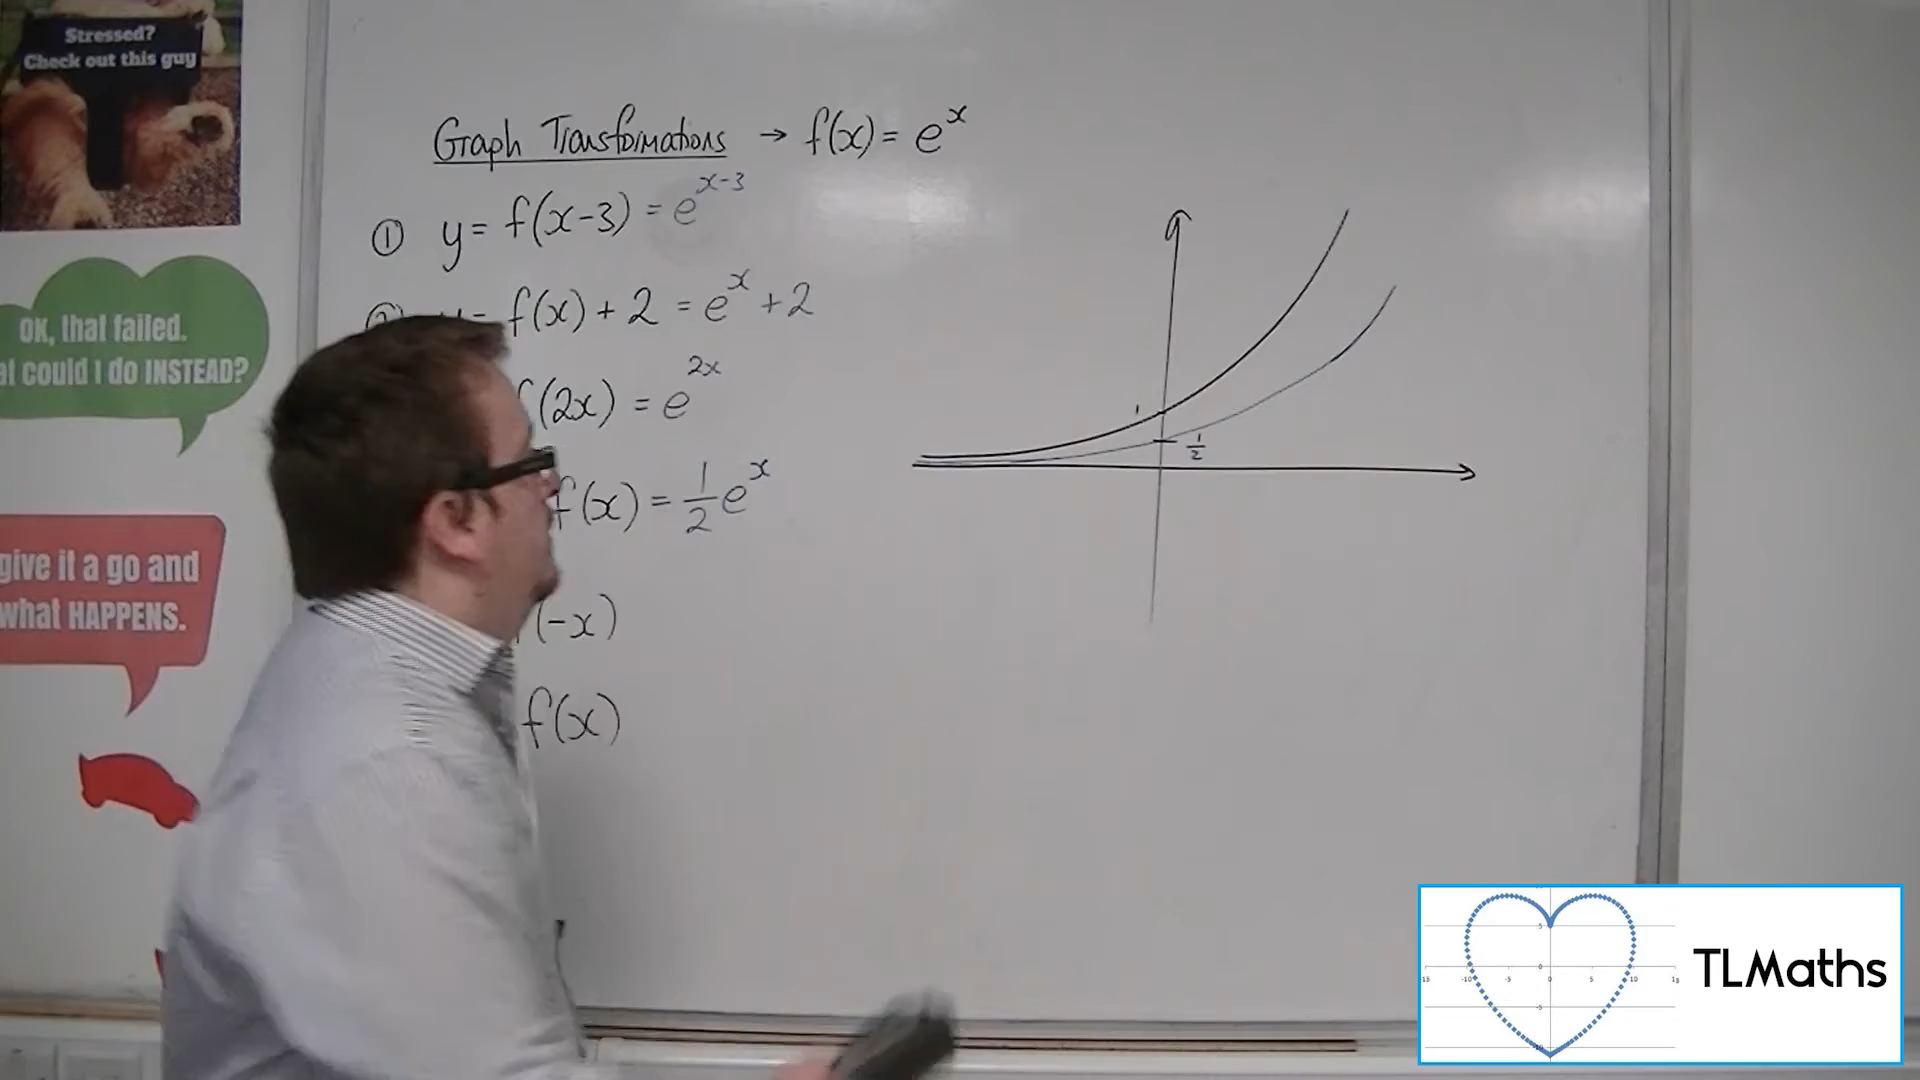 Stressed?
Check out this guy
Graph Transformations → f(x) = e^x
① y = f(x-3) = e^{x-3}
f(x) + 2 = e^x + 2
(2x) = e^{2x}
f(x) = 1/2 e^x
(-x)
f(x)
1
1/2
OK, that failed.
could I do INSTEAD?
give it a go and
what HAPPENS.
TLMaths